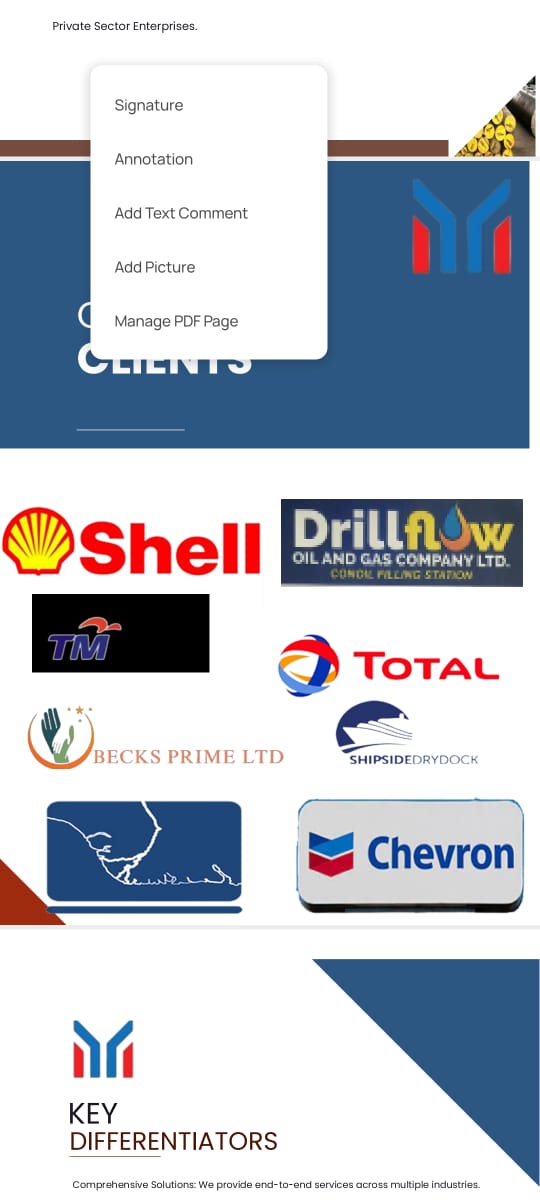 Private Sector Enterprises.
Signature
Annotation
Add Text Comment
Add Picture
Manage PDF Page
CLIENTS
Shell
Drillflow
OIL AND GAS COMPANY LTD.
CONOIL FILLING STATION
TM
TOTAL
BECKS PRIME LTD
SHIPSIDEDRYDOCK
Chevron
KEY
DIFFERENTIATORS
Comprehensive Solutions: We provide end-to-end services across multiple industries.